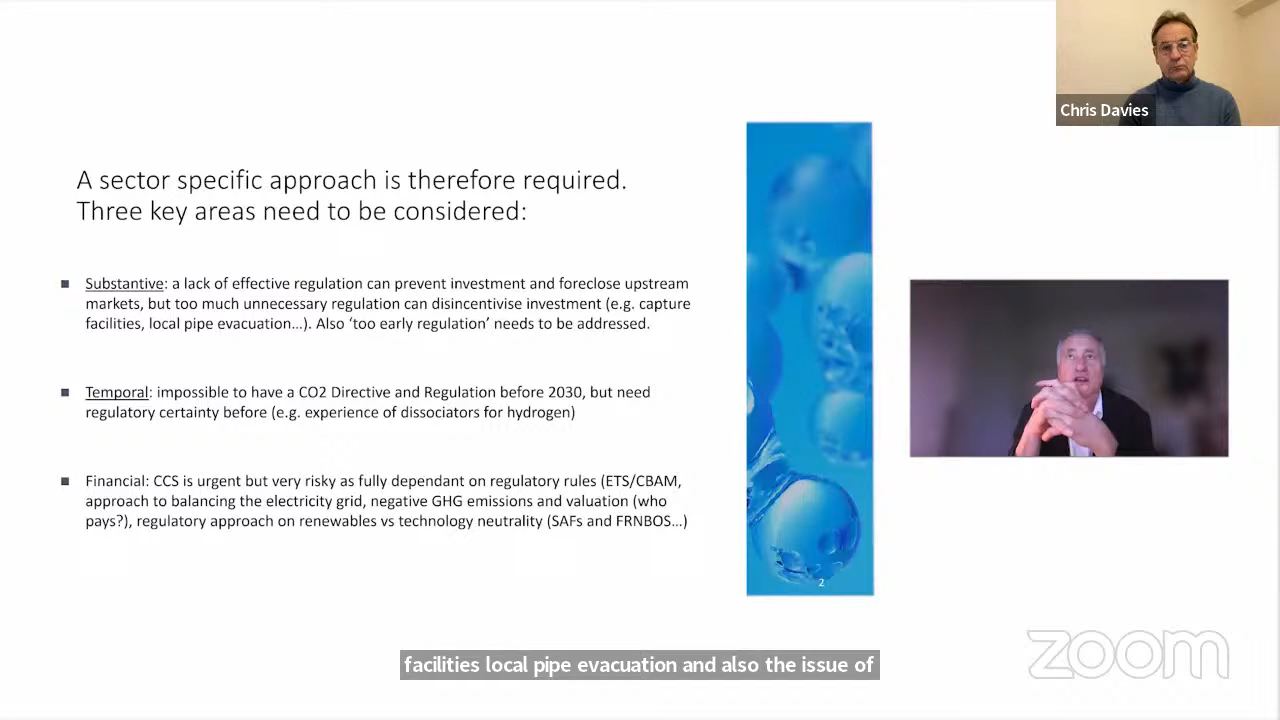 Chris Davies
A sector specific approach is therefore required.
Three key areas need to be considered:
Substantive: a lack of effective regulation can prevent investment and foreclose upstream
markets, but too much unnecessary regulation can disincentivise investment (e.g. capture
facilities, local pipe evacuation…). Also ‘too early regulation’ needs to be addressed.
Temporal: impossible to have a CO2 Directive and Regulation before 2030, but need
regulatory certainty before (e.g. experience of dissociators for hydrogen)
Financial: CCS is urgent but very risky as fully dependant on regulatory rules (ETS/CBAM,
approach to balancing the electricity grid, negative GHG emissions and valuation (who
pays?), regulatory approach on renewables vs technology neutrality (SAFs and FRNBOS…)
2
zoom
facilities local pipe evacuation and also the issue of